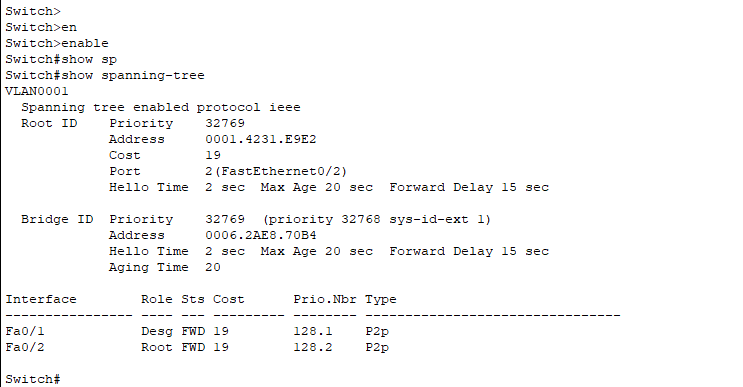 Switch>
Switch>en
Switch>enable
Switch#show sp
Switch#show spanning-tree
VLAN0001
  Spanning tree enabled protocol ieee
  Root ID    Priority    32769
             Address     0001.4231.E9E2
             Cost        19
             Port        2(FastEthernet0/2)
             Hello Time  2 sec  Max Age 20 sec  Forward Delay 15 sec

  Bridge ID  Priority    32769  (priority 32768 sys-id-ext 1)
             Address     0006.2AE8.70B4
             Hello Time  2 sec  Max Age 20 sec  Forward Delay 15 sec
             Aging Time  20

Interface        Role Sts Cost      Prio.Nbr Type
---------------- ---- --- --------- -------- --------------------------------
Fa0/1            Desg FWD 19        128.1    P2p
Fa0/2            Root FWD 19        128.2    P2p

Switch#